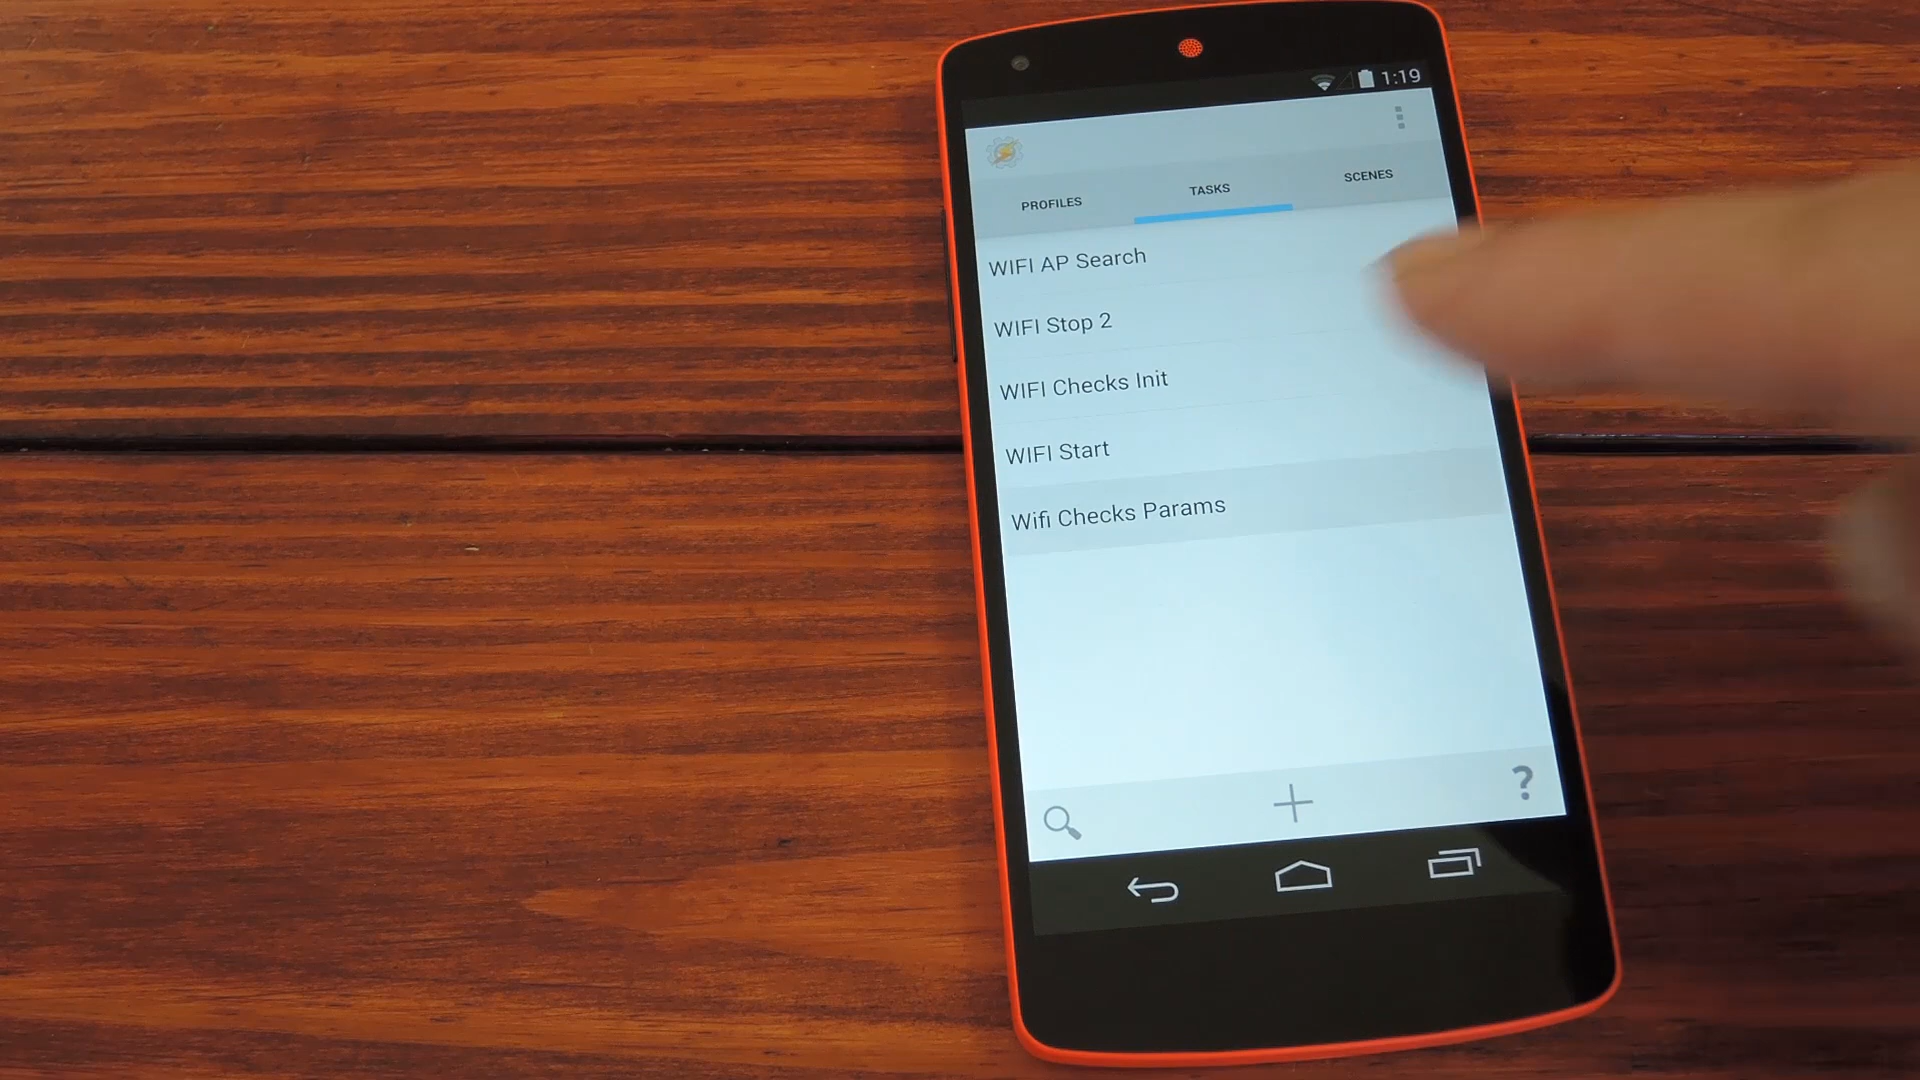 1:19
PROFILES TASKS SCENES
WIFI AP Search
WIFI Stop 2
WIFI Checks Init
WIFI Start
Wifi Checks Params
?